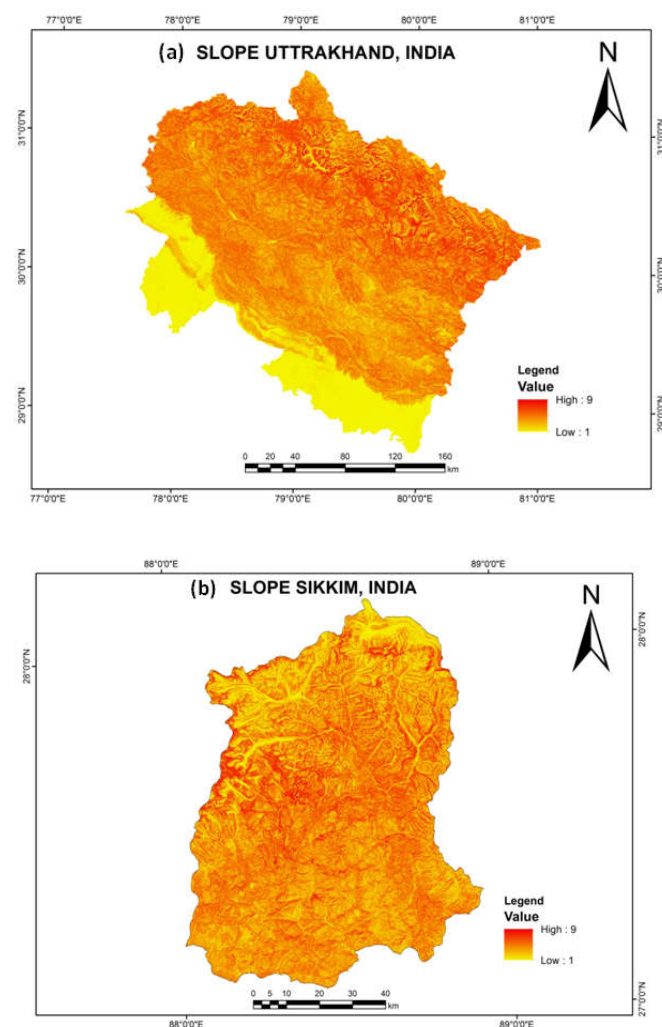 77°0'0"E 78°0'0"E 79°0'0"E 80°0'0"E 81°0'0"E
(a) SLOPE UTTRAKHAND, INDIA
N
31°0'0"N
30°0'0"N 30°0'0"N
29°0'0"N
Legend
Value
High : 9
Low : 1
0 20 40 80 120 160
km
77°0'0"E 78°0'0"E 79°0'0"E 80°0'0"E 81°0'0"E
88°0'0"E 89°0'0"E
(b) SLOPE SIKKIM, INDIA
N
28°0'0"N 28°0'0"N
Legend
Value
High : 9
Low : 1
0 5 10 20 30 40
km
27°0'0"N
88°0'0"E 89°0'0"E